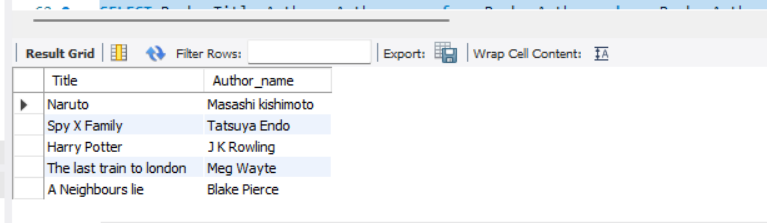 Result Grid Filter Rows: Export: Wrap Cell Content:
Title Author_name
Naruto Masashi kishimoto
Spy X Family Tatsuya Endo
Harry Potter J K Rowling
The last train to london Meg Wayte
A Neighbours lie Blake Pierce